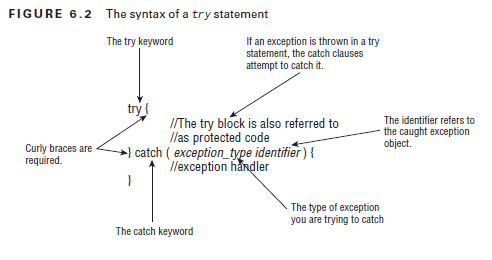 FIGURE 6.2 The syntax of a try statement
The try keyword
If an exception is thrown in a try
statement, the catch clauses
attempt to catch it.
try {
//The try block is also referred to
//as protected code
The identifier refers to
the caught exception
object.
Curly braces are
required.
} catch ( exception_type identifier ) {
//exception handler
}
The type of exception
you are trying to catch
The catch keyword